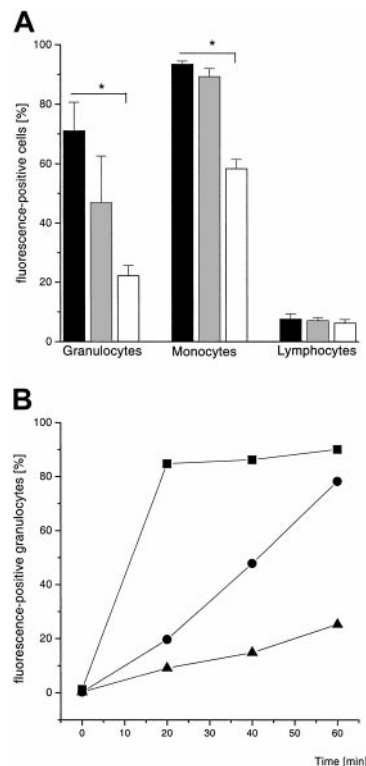 A
*
*
fluorescence-positive cells [%]
100
80
60
40
20
0
Granulocytes Monocytes Lymphocytes
B
fluorescence-positive granulocytes [%]
100
80
60
40
20
0
0 10 20 30 40 50 60
Time [min]